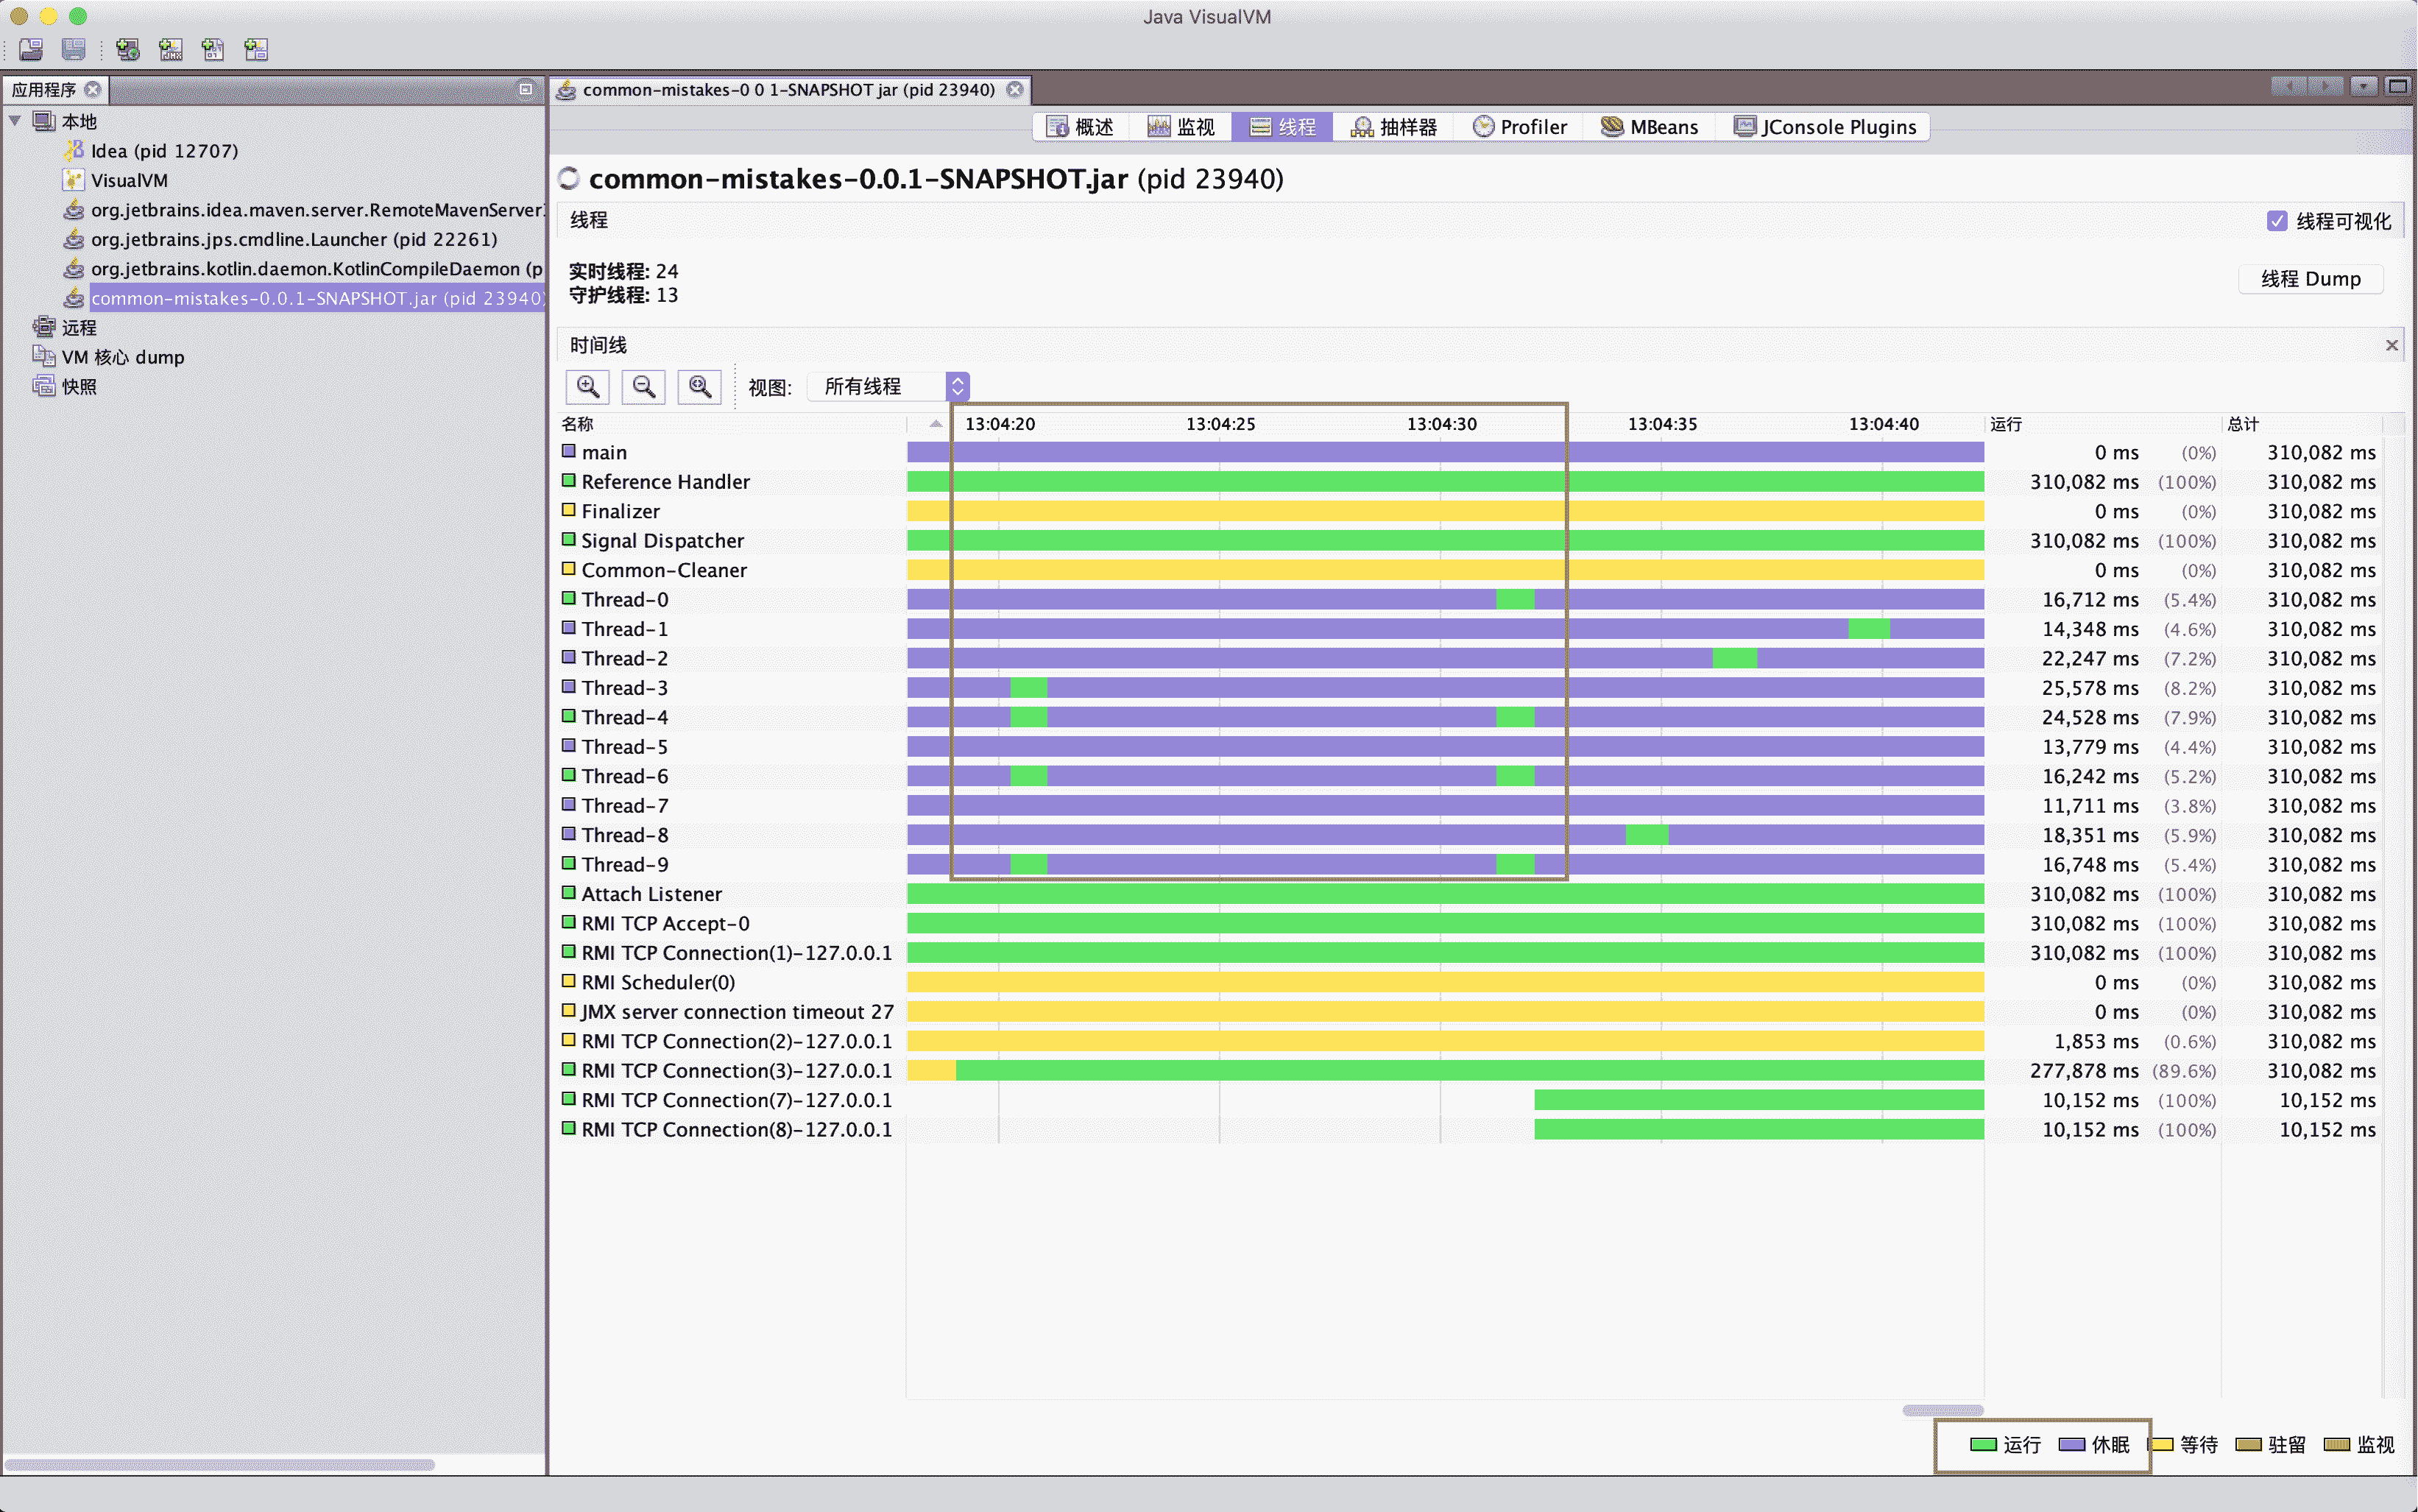 Java VisualVM
应用程序
本地
Idea (pid 12707)
VisualVM
org.jetbrains.idea.maven.server.RemoteMavenServer
org.jetbrains.jps.cmdline.Launcher (pid 22261)
org.jetbrains.kotlin.daemon.KotlinCompileDaemon (p
common-mistakes-0.0.1-SNAPSHOT.jar (pid 23940)
远程
VM 核心 dump
快照
common-mistakes-0 0 1-SNAPSHOT jar (pid 23940)
概述 监视 线程 抽样器 Profiler MBeans JConsole Plugins
common-mistakes-0.0.1-SNAPSHOT.jar (pid 23940)
线程 线程可视化
实时线程: 24
守护线程: 13
线程 Dump
时间线
视图: 所有线程
名称 13:04:20 13:04:25 13:04:30 13:04:35 13:04:40 运行 总计
main 0 ms (0%) 310,082 ms
Reference Handler 310,082 ms (100%) 310,082 ms
Finalizer 0 ms (0%) 310,082 ms
Signal Dispatcher 310,082 ms (100%) 310,082 ms
Common-Cleaner 0 ms (0%) 310,082 ms
Thread-0 16,712 ms (5.4%) 310,082 ms
Thread-1 14,348 ms (4.6%) 310,082 ms
Thread-2 22,247 ms (7.2%) 310,082 ms
Thread-3 25,578 ms (8.2%) 310,082 ms
Thread-4 24,528 ms (7.9%) 310,082 ms
Thread-5 13,779 ms (4.4%) 310,082 ms
Thread-6 16,242 ms (5.2%) 310,082 ms
Thread-7 11,711 ms (3.8%) 310,082 ms
Thread-8 18,351 ms (5.9%) 310,082 ms
Thread-9 16,748 ms (5.4%) 310,082 ms
Attach Listener 310,082 ms (100%) 310,082 ms
RMI TCP Accept-0 310,082 ms (100%) 310,082 ms
RMI TCP Connection(1)-127.0.0.1 310,082 ms (100%) 310,082 ms
RMI Scheduler(0) 0 ms (0%) 310,082 ms
JMX server connection timeout 27 0 ms (0%) 310,082 ms
RMI TCP Connection(2)-127.0.0.1 1,853 ms (0.6%) 310,082 ms
RMI TCP Connection(3)-127.0.0.1 277,878 ms (89.6%) 310,082 ms
RMI TCP Connection(7)-127.0.0.1 10,152 ms (100%) 10,152 ms
RMI TCP Connection(8)-127.0.0.1 10,152 ms (100%) 10,152 ms
运行 休眠 等待 驻留 监视